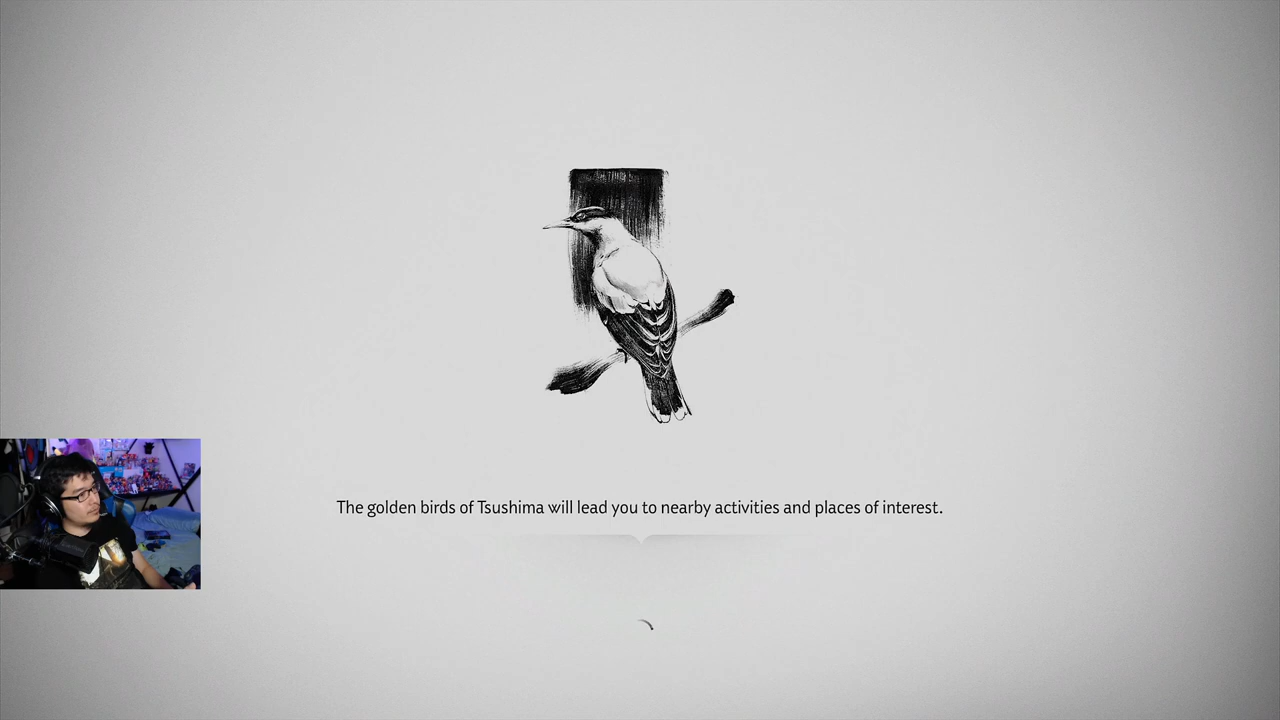 The golden birds of Tsushima will lead you to nearby activities and places of interest.